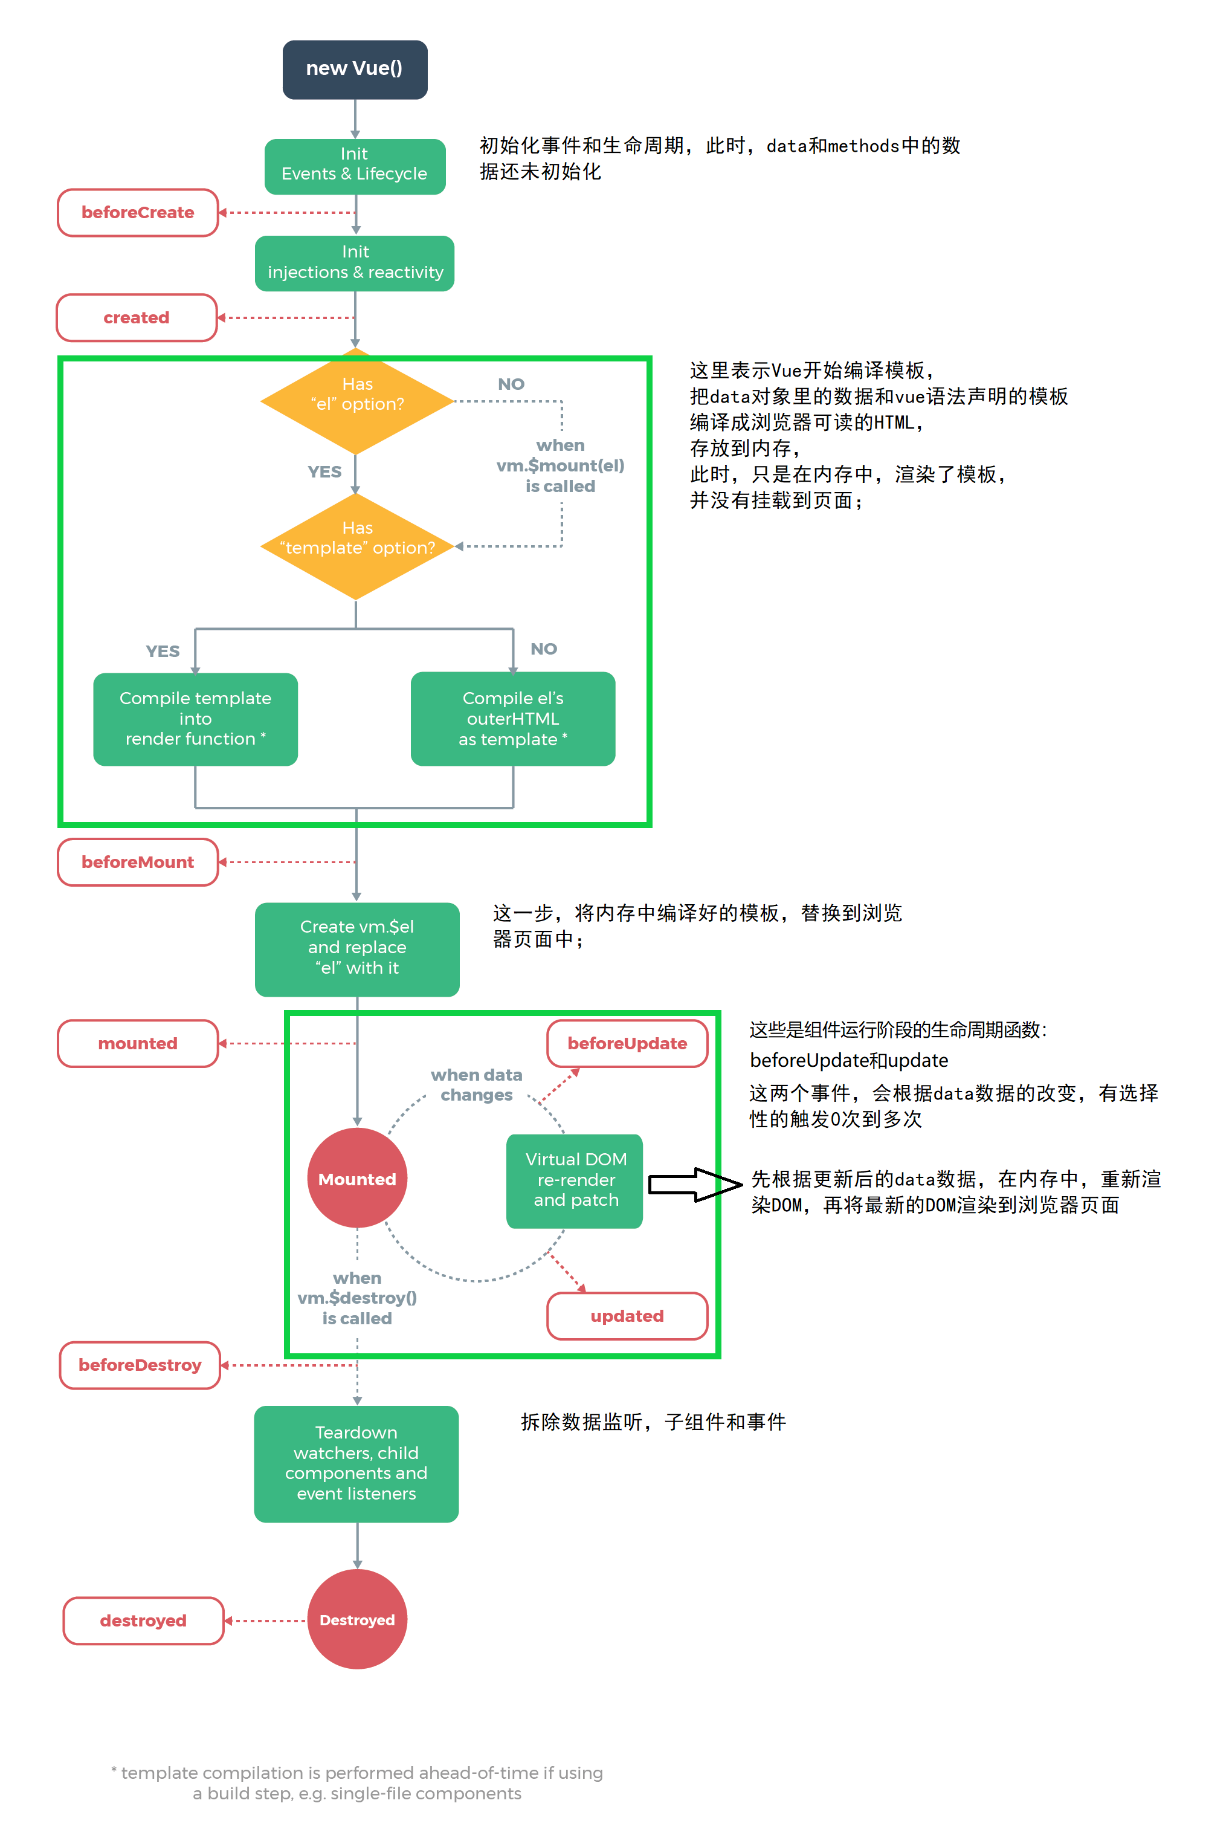 new Vue()
Init
Events & Lifecycle
初始化事件和生命周期，此时，data和methods中的数
据还未初始化
beforeCreate
Init
injections & reactivity
created
Has
“el” option?
NO
when
vm.$mount(el)
is called
YES
这里表示Vue开始编译模板，
把data对象里的数据和vue语法声明的模板
编译成浏览器可读的HTML，
存放到内存，
此时，只是在内存中，渲染了模板，
并没有挂载到页面；
Has
“template” option?
YES
NO
Compile template
into
render function *
Compile el’s
outerHTML
as template *
beforeMount
Create vm.$el
and replace
“el” with it
这一步，将内存中编译好的模板，替换到浏览
器页面中；
mounted
beforeUpdate
when data
changes
这些是组件运行阶段的生命周期函数：
beforeUpdate和update
这两个事件，会根据data数据的改变，有选择
性的触发0次到多次
Mounted
Virtual DOM
re-render
and patch
先根据更新后的data数据，在内存中，重新渲
染DOM，再将最新的DOM渲染到浏览器页面
when
vm.$destroy()
is called
updated
beforeDestroy
Teardown
watchers, child
components and
event listeners
拆除数据监听，子组件和事件
destroyed
Destroyed
* template compilation is performed ahead-of-time if using
a build step, e.g. single-file components